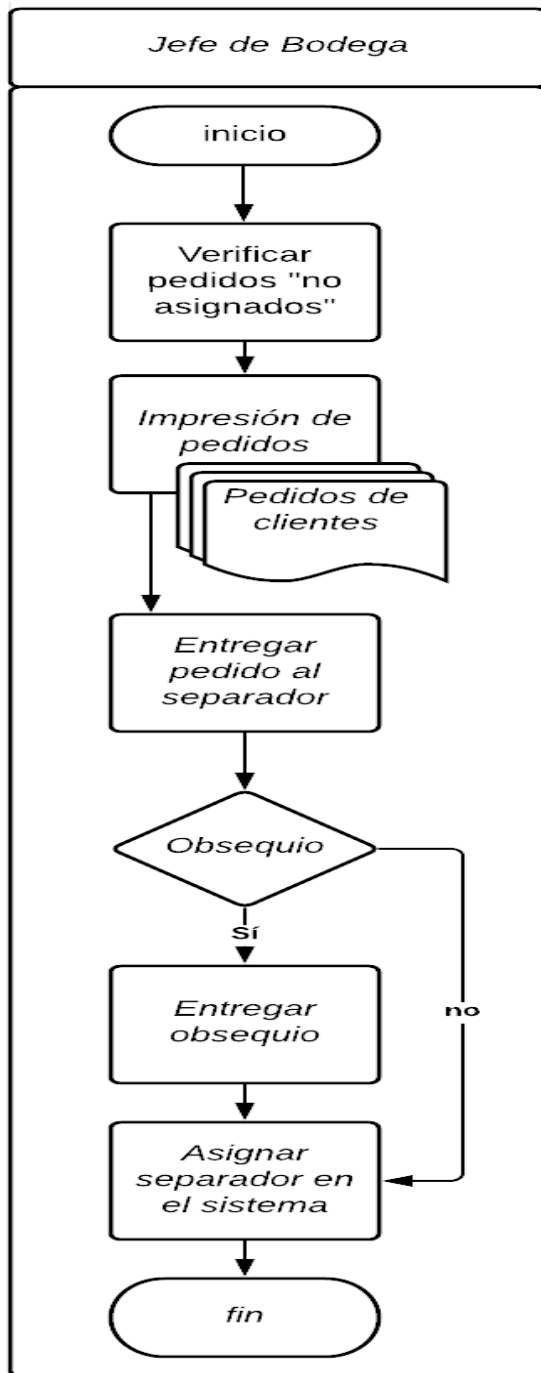 Jefe de Bodega
inicio
Verificar
pedidos "no
asignados"
Impresión de
pedidos
Pedidos de
clientes
Entregar
pedido al
separador
Obsequio
Sí
Entregar
obsequio
no
Asignar
separador en
el sistema
fin